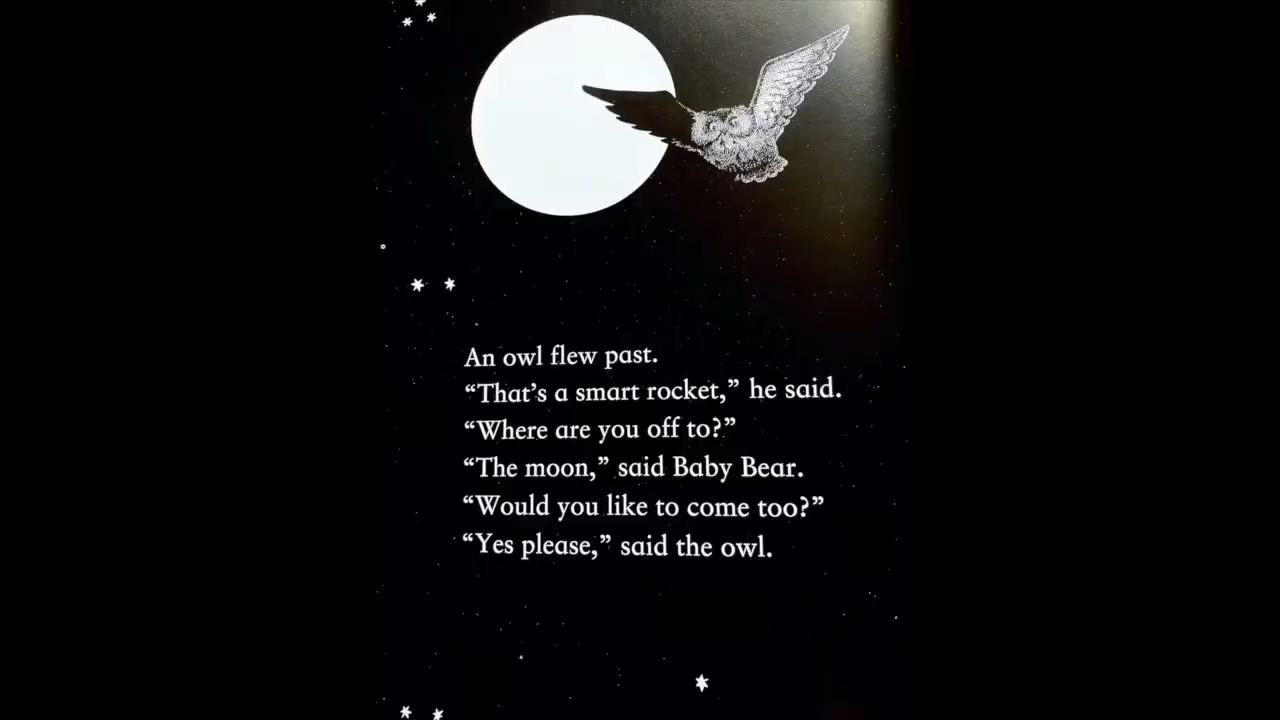 An owl flew past.
“That’s a smart rocket,” he said.
“Where are you off to?”
“The moon,” said Baby Bear.
“Would you like to come too?”
“Yes please,” said the owl.